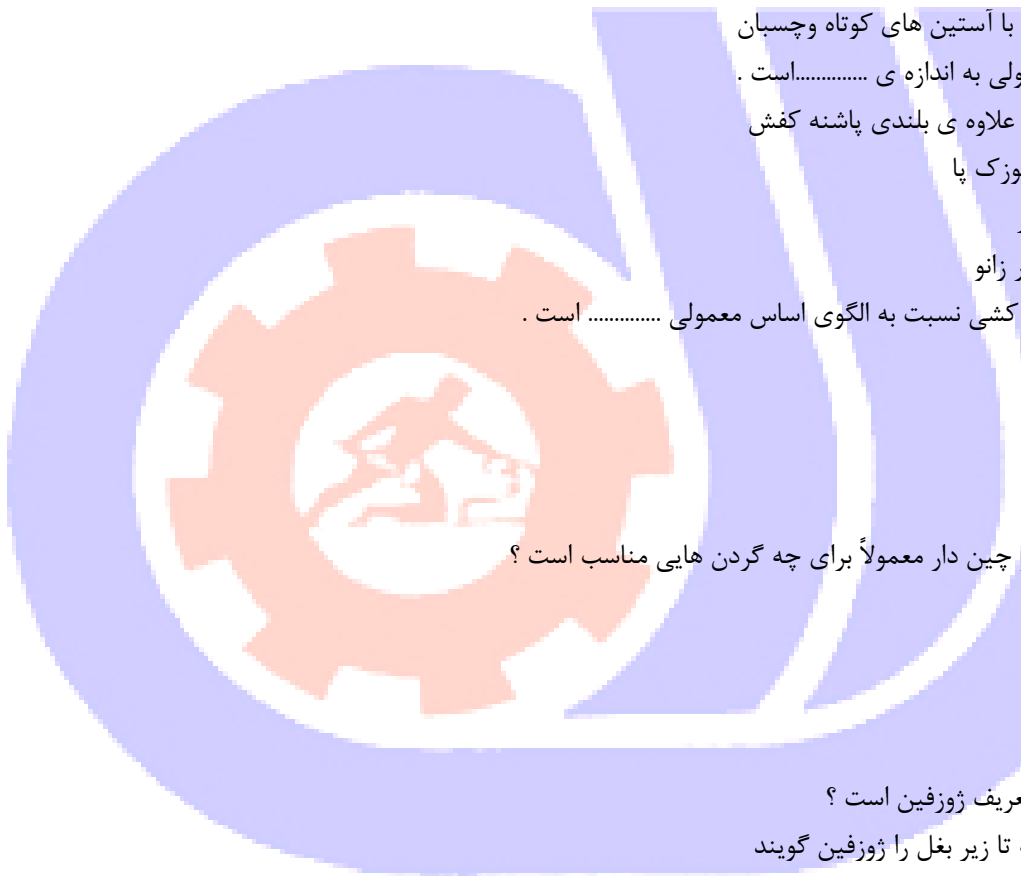 با آستین های کوتاه وچسبان
ولی به اندازه ی ..............است .
علاوه ی بلندی پاشنه کفش
وزک پا
ر زانو
کشی نسبت به الگوی اساس معمولی .............. است .
چین دار معمولاً برای چه گردن هایی مناسب است ؟
عریف ژوزفین است ؟
تا زیر بغل را ژوزفین گویند